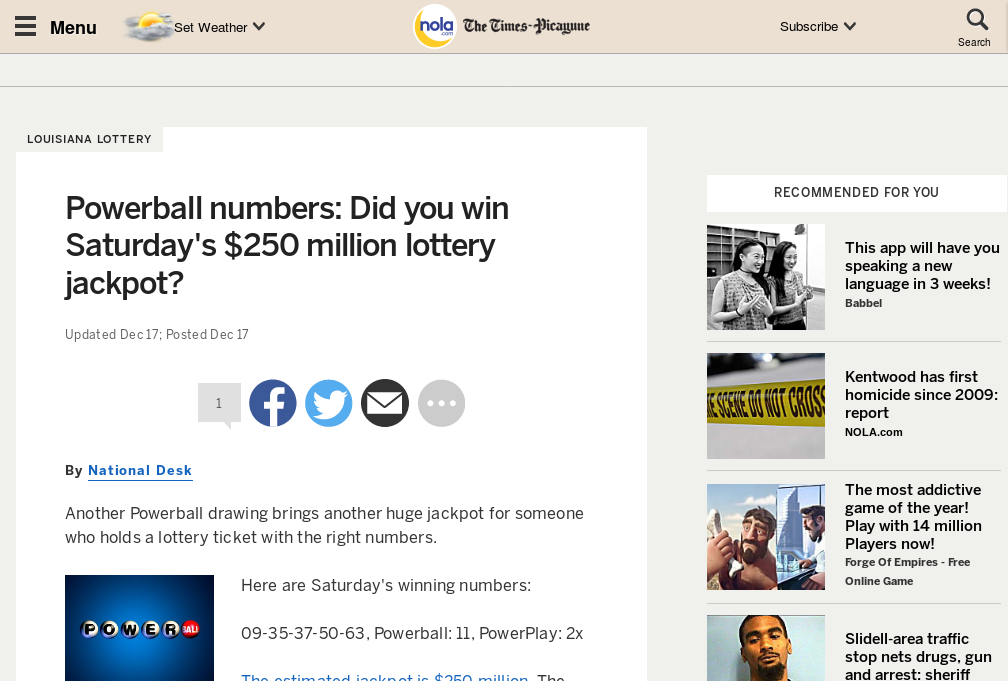 Menu
Set Weather
nola
.com
The Times-Picayune
Subscribe
Search
LOUISIANA LOTTERY
Powerball numbers: Did you win
Saturday's $250 million lottery
jackpot?
Updated Dec 17; Posted Dec 17
1
By National Desk
Another Powerball drawing brings another huge jackpot for someone
who holds a lottery ticket with the right numbers.
POWERBALL
Here are Saturday's winning numbers:
09-35-37-50-63, Powerball: 11, PowerPlay: 2x
The estimated jackpot is $250 million. The
RECOMMENDED FOR YOU
This app will have you
speaking a new
language in 3 weeks!
Babbel
E SCENE DO NOT CROSS
Kentwood has first
homicide since 2009:
report
NOLA.com
The most addictive
game of the year!
Play with 14 million
Players now!
Forge Of Empires - Free
Online Game
Slidell-area traffic
stop nets drugs, gun
and arrest: sheriff